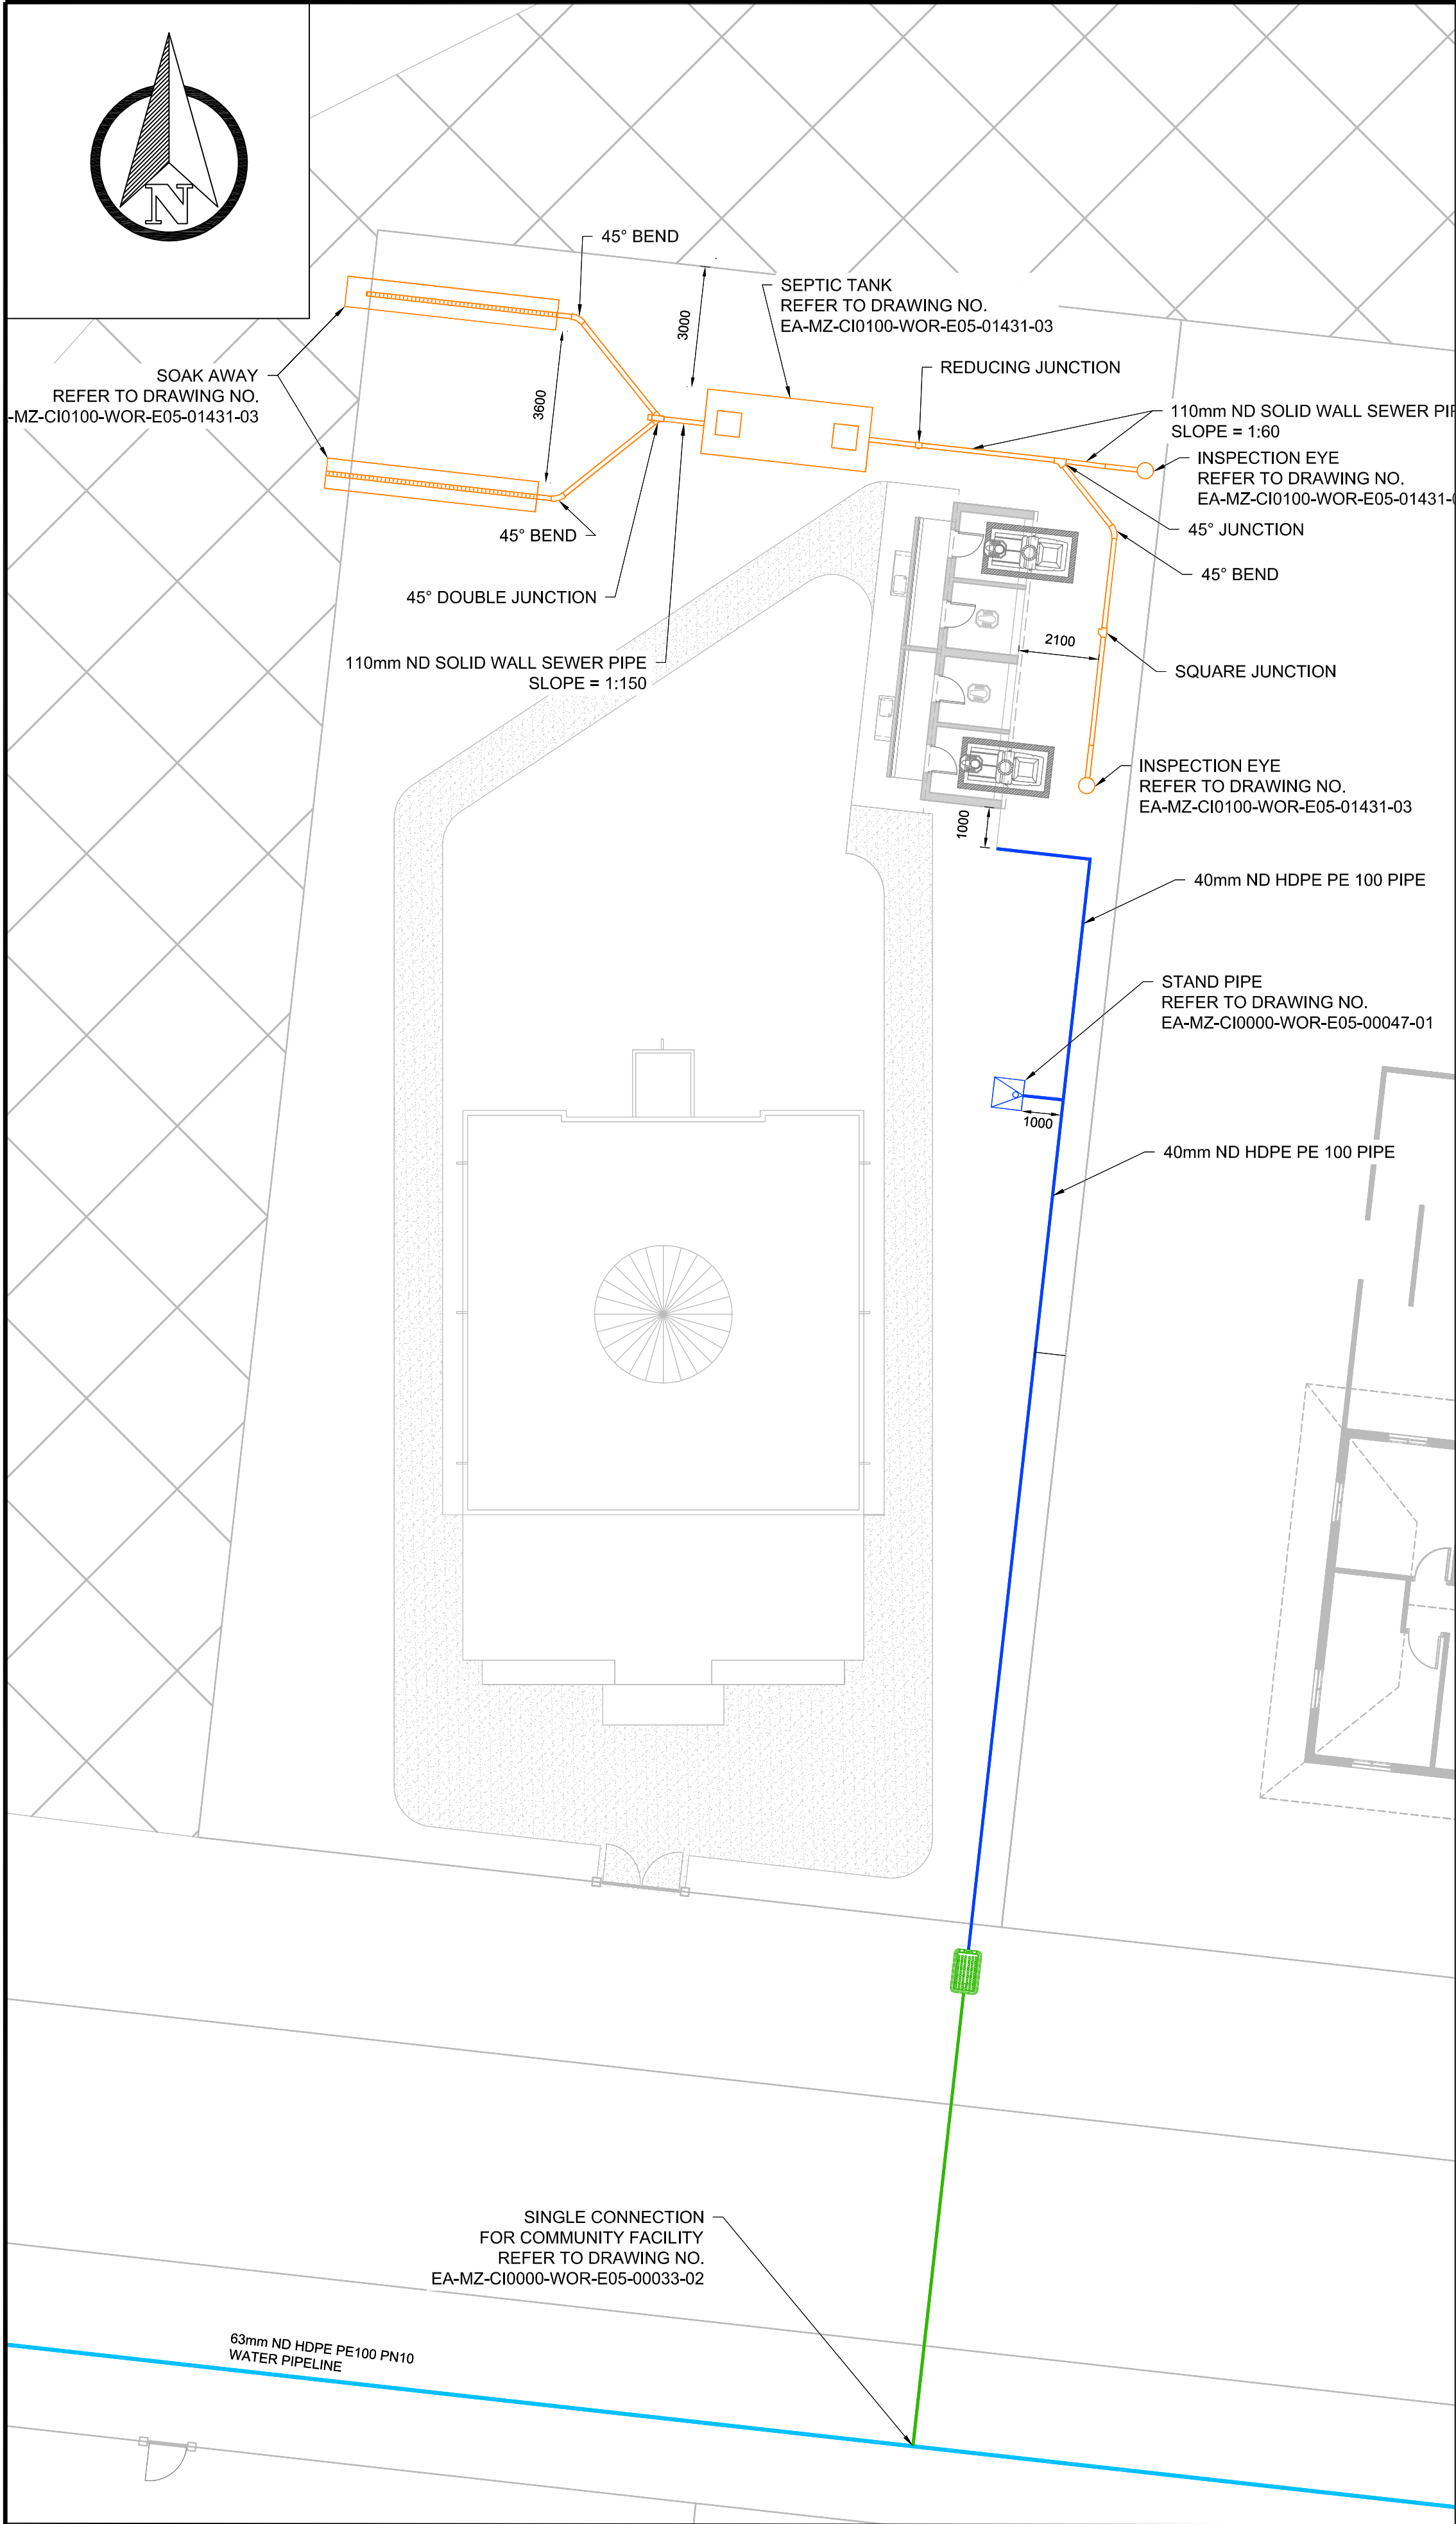 N
45° BEND
SEPTIC TANK
REFER TO DRAWING NO.
EA-MZ-CI0100-WOR-E05-01431-03
3000
REDUCING JUNCTION
SOAK AWAY
REFER TO DRAWING NO.
-MZ-CI0100-WOR-E05-01431-03
3600
110mm ND SOLID WALL SEWER
SLOPE = 1:60
INSPECTION EYE
REFER TO DRAWING NO.
EA-MZ-CI0100-WOR-E05-01431-
45° BEND
45° JUNCTION
45° BEND
45° DOUBLE JUNCTION
2100
110mm ND SOLID WALL SEWER PIPE
SLOPE = 1:150
SQUARE JUNCTION
INSPECTION EYE
REFER TO DRAWING NO.
EA-MZ-CI0100-WOR-E05-01431-03
1000
40mm ND HDPE PE 100 PIPE
STAND PIPE
REFER TO DRAWING NO.
EA-MZ-CI0000-WOR-E05-00047-01
1000
40mm ND HDPE PE 100 PIPE
SINGLE CONNECTION
FOR COMMUNITY FACILITY
REFER TO DRAWING NO.
EA-MZ-CI0000-WOR-E05-00033-02
63mm ND HDPE PE100 PN10
WATER PIPELINE